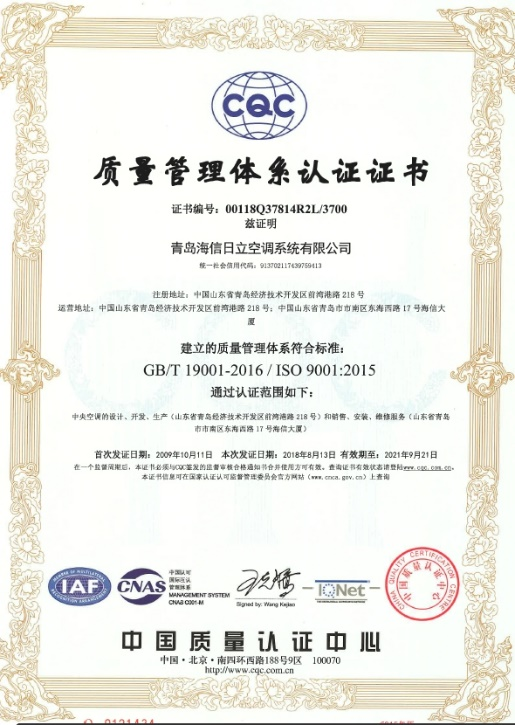 CQC
质量管理体系认证证书
证书编号：00118Q37814R2L/3700
兹证明
青岛海信日立空调系统有限公司
统一社会信用代码：913702117439759413
注册地址：中国山东省青岛经济技术开发区前湾港路 218 号
运营地址：中国山东省青岛经济技术开发区前湾港路 218 号；中国山东省青岛市市南区东海西路 17 号海信大
厦
建立的质量管理体系符合标准：
GB/T 19001-2016 / ISO 9001:2015
通过认证范围如下：
中央空调的设计、开发、生产（山东省青岛经济技术开发区前湾港路 218 号）和销售、安装、维修服务（山东省青岛
市市南区东海西路 17 号海信大厦）
首次发证日期：2009年10月11日 本次发证日期：2018年8月13日 有效期至：2021年9月21日
在一个监督周期后，本证书必须与CQC签发的监督审核合格通知书合并使用方可有效。查询证书有效状态请登陆www.cqc.com.cn。
本证书信息可在国家认证认可监督管理委员会官方网站（www.cnca.gov.cn）上查询
IAF
CNAS
中国认可
国际互认
管理体系
MANAGEMENT SYSTEM
CNAS C001-M
Signed by: Wang Kejiao
IQNet
CHINA QUALITY CERTIFICATION CENTRE
中国质量认证中心
中国质量认证中心
中国·北京·南四环西路188号9区 100070
http://www.cqc.com.cn